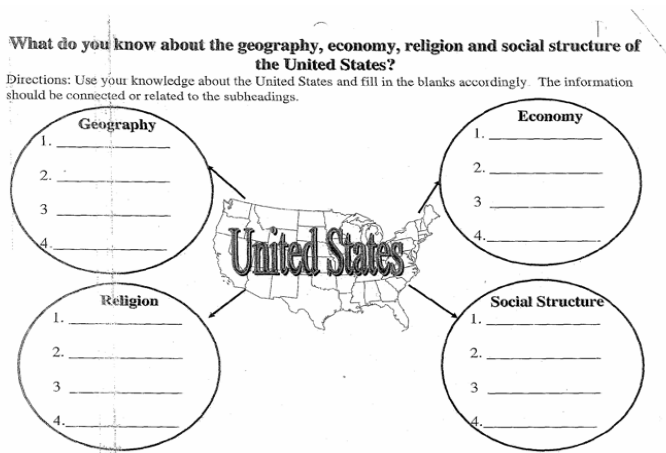 What do you know about the geography, economy, religion and social structure of
the United States?
Directions: Use your knowledge about the United States and fill in the blanks accordingly. The information
should be connected or related to the subheadings.
Geography
1.
2.
3
4.
Economy
1.
2.
3
4.
United States
Religion
1.
2.
3
4.
Social Structure
1.
2.
3
4.